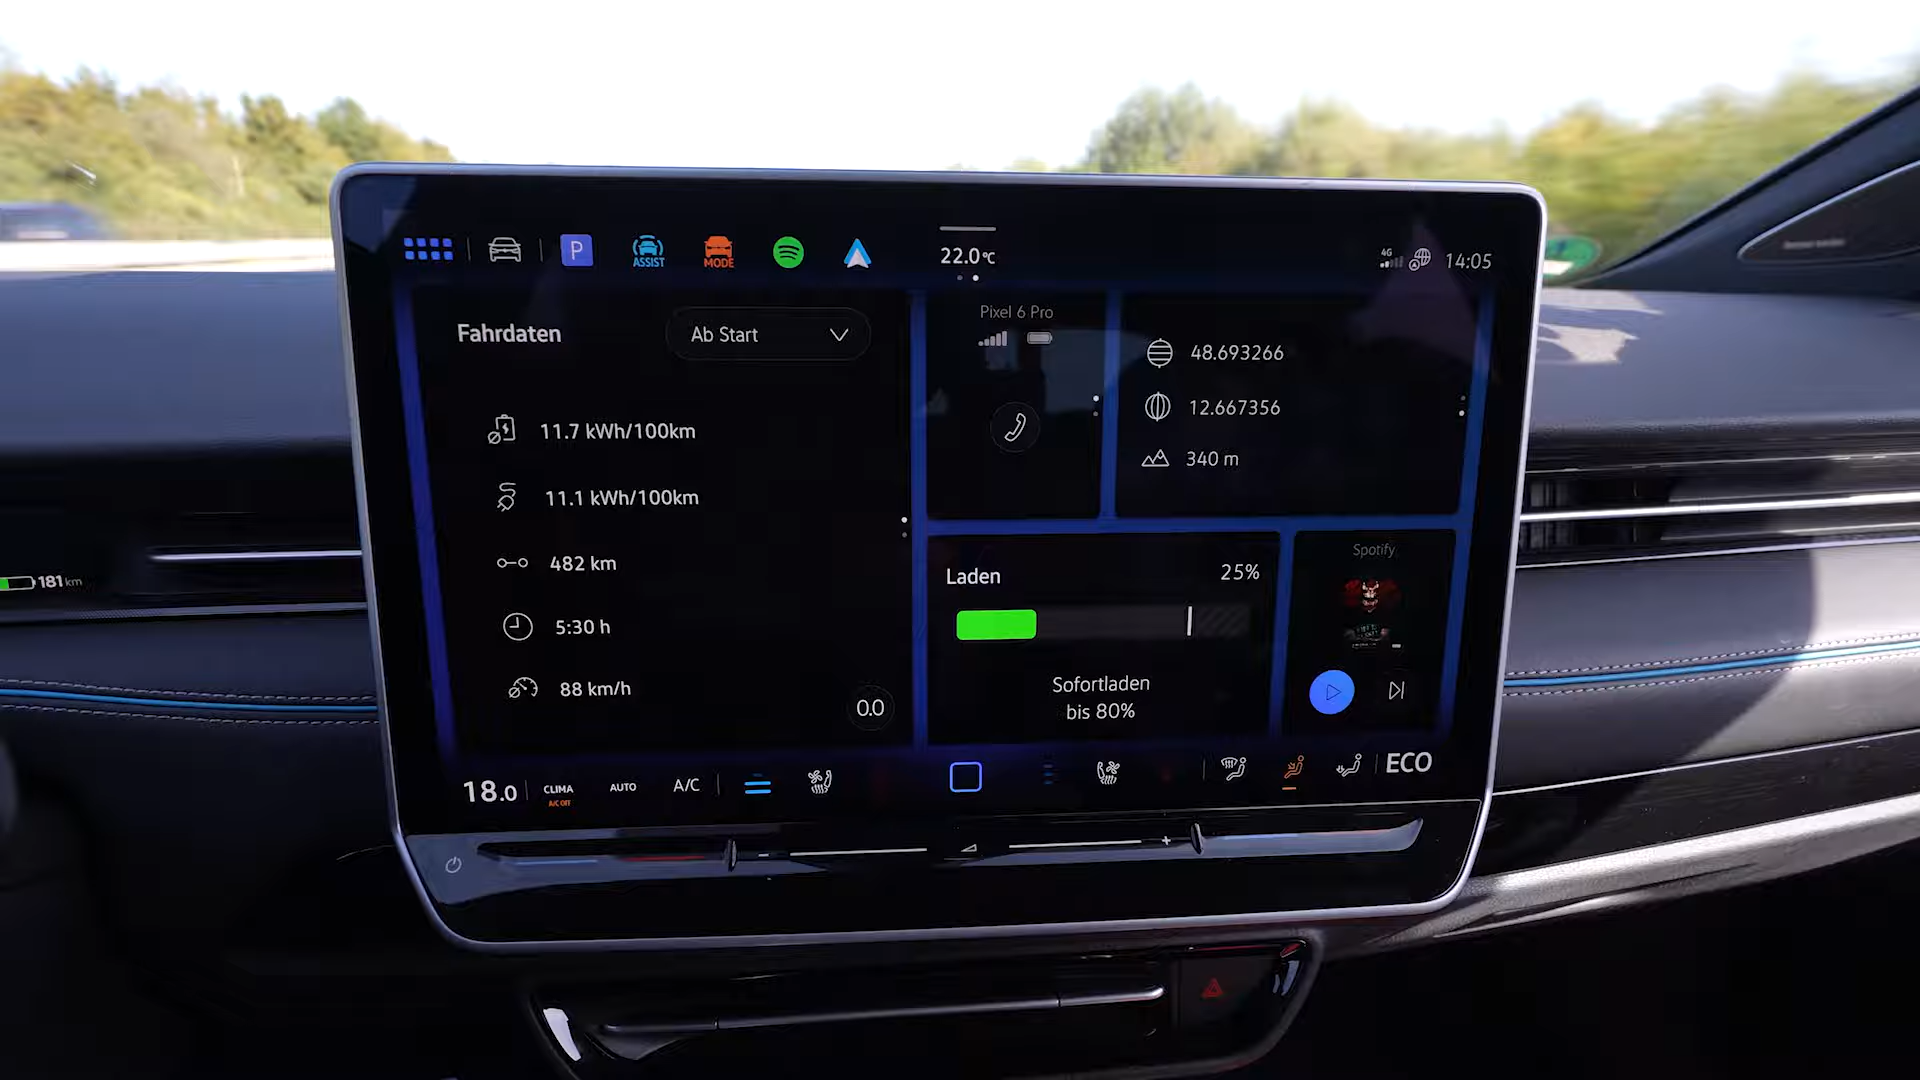 P
ASSIST
MODE
22.0°C
4G
14:05
Fahrdaten
Ab Start
11.7 kWh/100km
11.1 kWh/100km
482 km
5:30 h
88 km/h
0.0
Pixel 6 Pro
48.693266
12.667356
340 m
Laden
25%
Sofortladen
bis 80%
Spotify
181 km
18.0
CLIMA
A/C OFF
AUTO
A/C
ECO